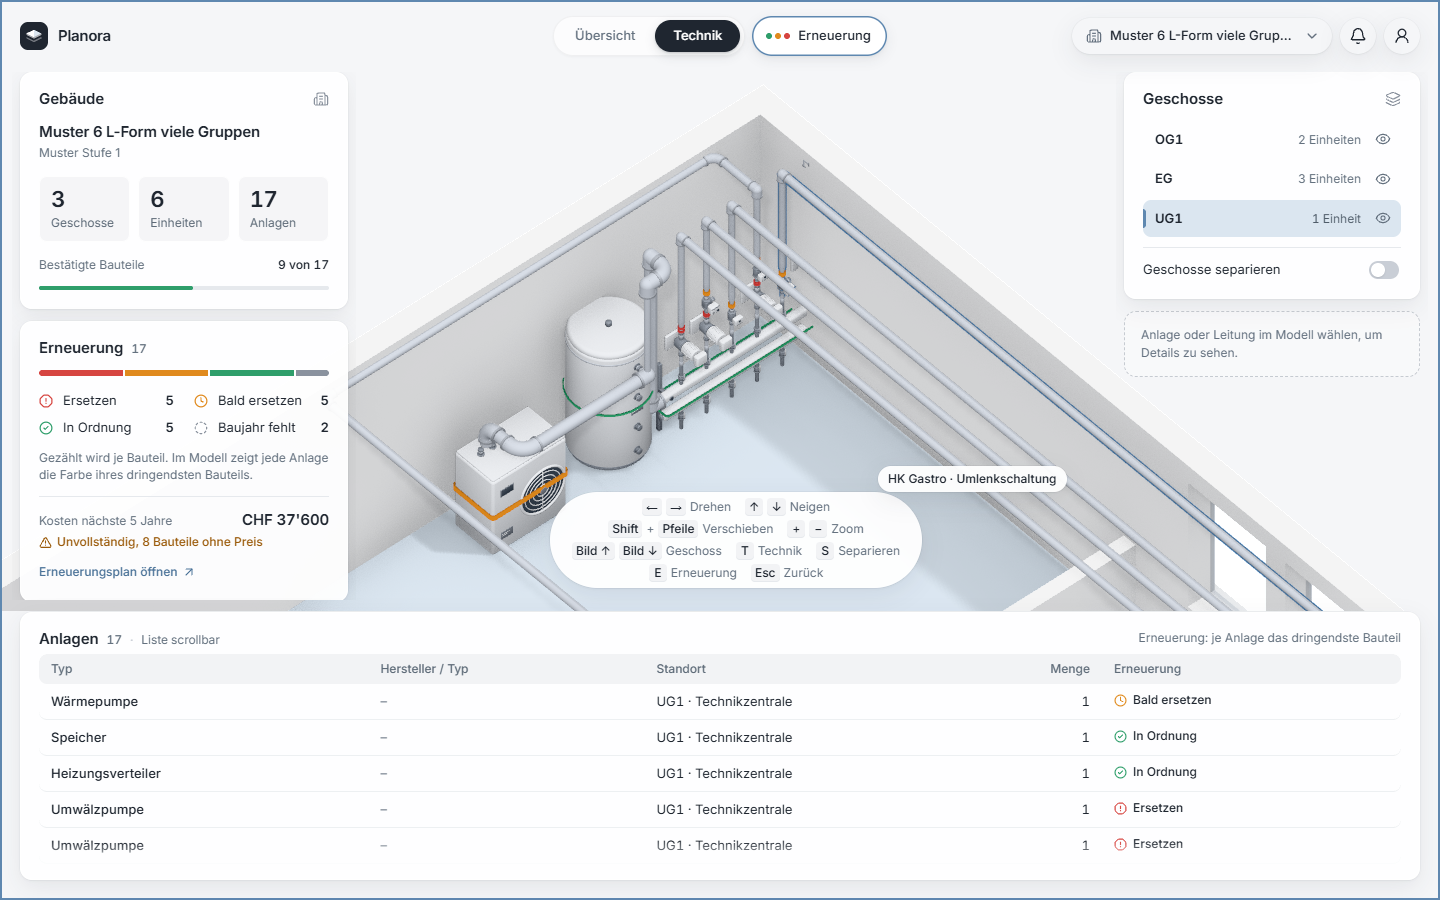 Planora
Übersicht
Technik
Erneuerung
Muster 6 L-Form viele Grup...
Gebäude
Muster 6 L-Form viele Gruppen
Muster Stufe 1
3 6 17
Geschosse Einheiten Anlagen
Bestätigte Bauteile 9 von 17
Erneuerung 17
Ersetzen 5 Bald ersetzen 5
In Ordnung 5 Baujahr fehlt 2
Gezählt wird je Bauteil. Im Modell zeigt jede Anlage
die Farbe ihres dringendsten Bauteils.
Kosten nächste 5 Jahre CHF 37'600
Unvollständig, 8 Bauteile ohne Preis
Erneuerungsplan öffnen ↗
Geschosse
OG1 2 Einheiten
EG 3 Einheiten
UG1 1 Einheit
Geschosse separieren
Anlage oder Leitung im Modell wählen, um
Details zu sehen.
HK Gastro · Umlenkschaltung
← → Drehen ↑ ↓ Neigen
Shift + Pfeile Verschieben + − Zoom
Bild ↑ Bild ↓ Geschoss T Technik S Separieren
E Erneuerung Esc Zurück
Anlagen 17 · Liste scrollbar
Erneuerung: je Anlage das dringendste Bauteil
Typ Hersteller / Typ Standort Menge Erneuerung
Wärmepumpe – UG1 · Technikzentrale 1 Bald ersetzen
Speicher – UG1 · Technikzentrale 1 In Ordnung
Heizungsverteiler – UG1 · Technikzentrale 1 In Ordnung
Umwälzpumpe – UG1 · Technikzentrale 1 Ersetzen
Umwälzpumpe – UG1 · Technikzentrale 1 Ersetzen